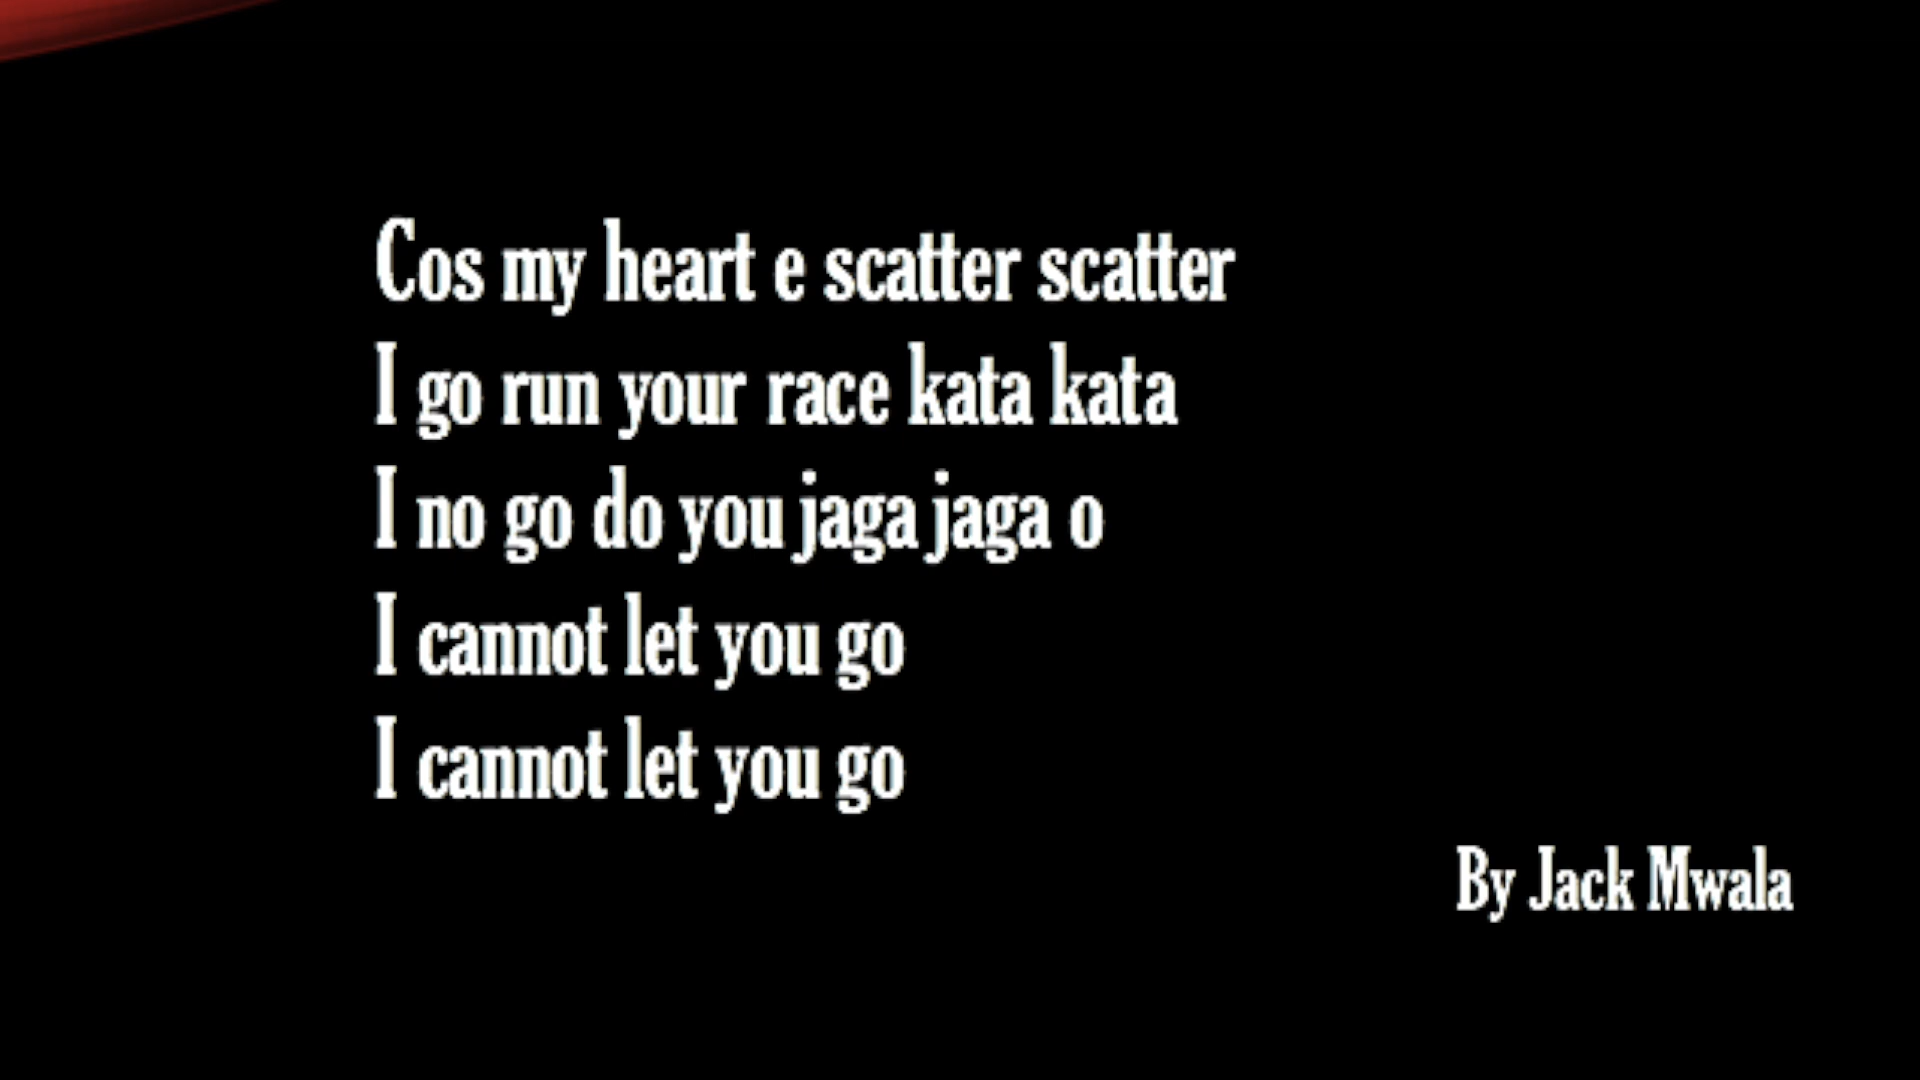 Cos my heart e scatter scatter
I go run your race kata kata
I no go do you jaga jaga o
I cannot let you go
I cannot let you go
By Jack Mwala